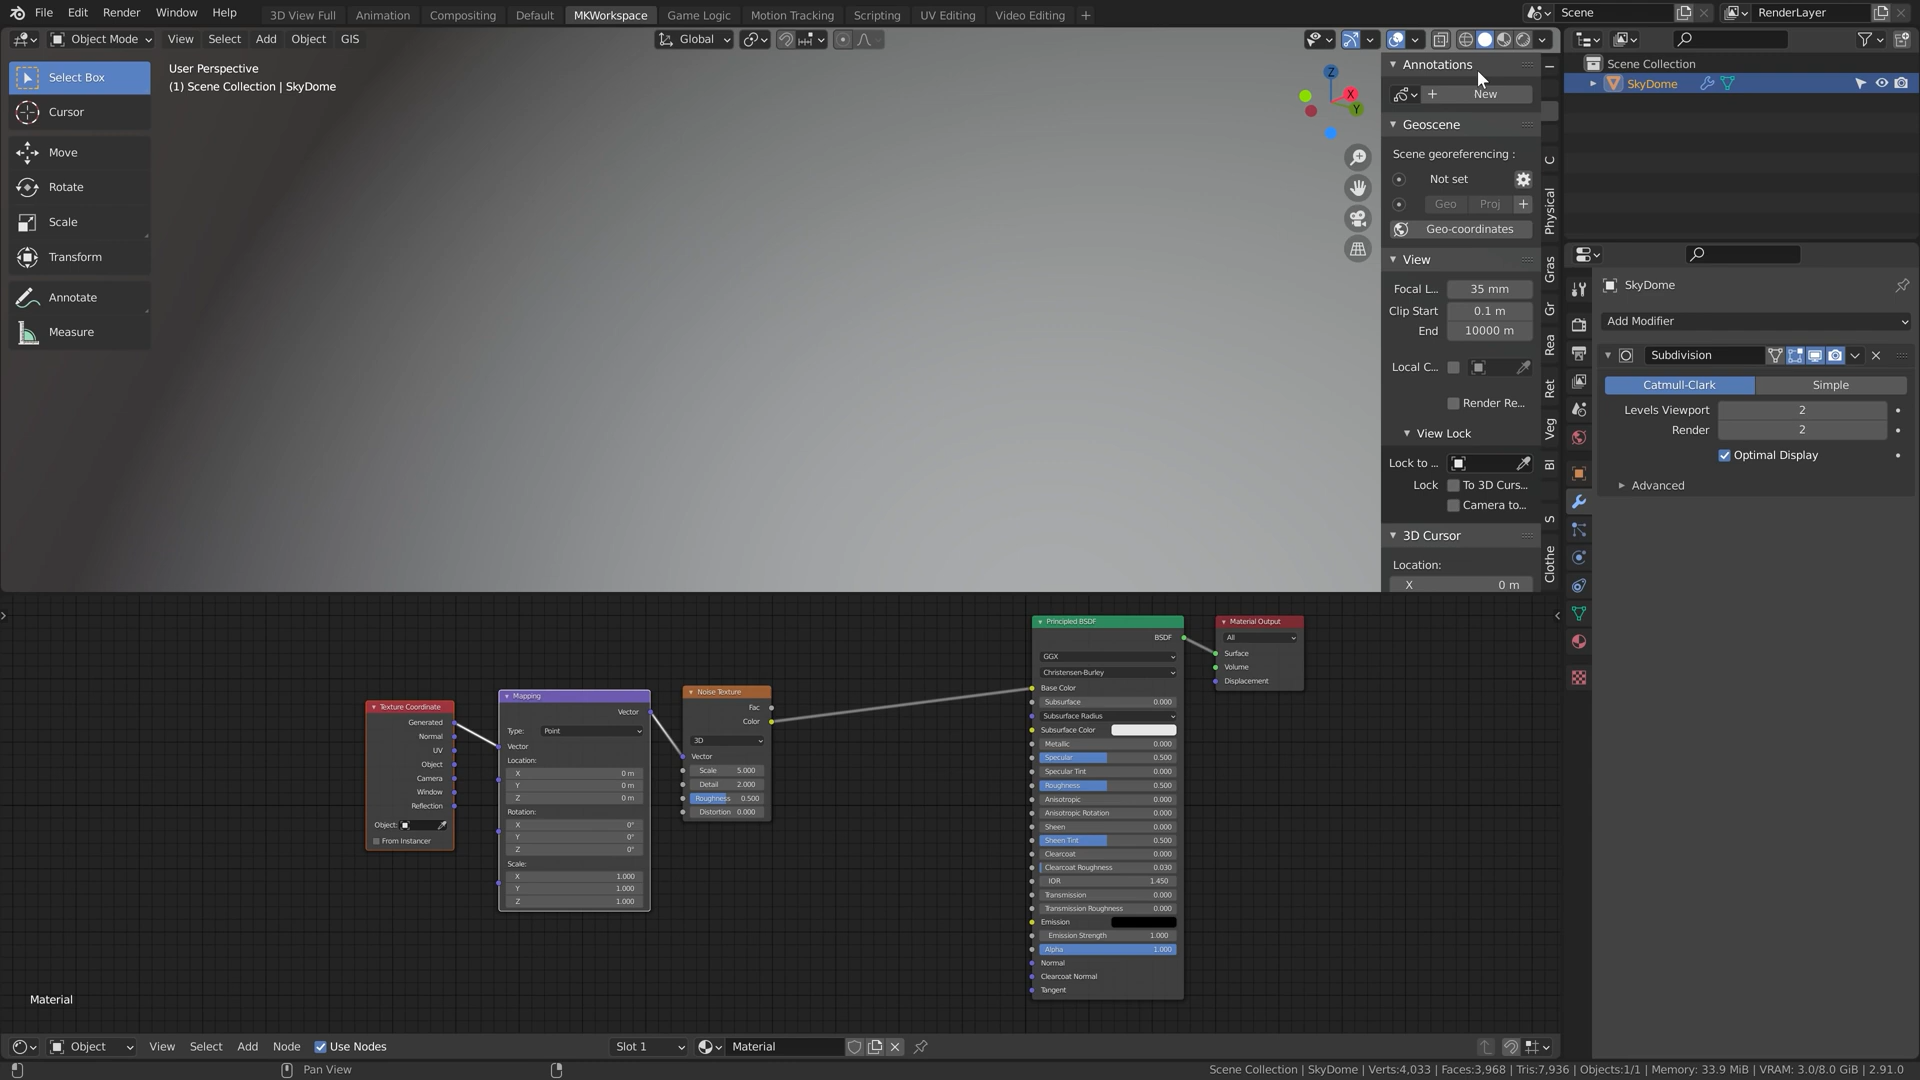 File Edit Render Window Help 3D View Full Animation Compositing Default MKWorkspace Game Logic Motion Tracking Scripting UV Editing Video Editing + Scene RenderLayer
Object Mode View Select Add Object GIS Global
Select Box
Cursor
Move
Rotate
Scale
Transform
Annotate
Measure
User Perspective
(1) Scene Collection | SkyDome
Z
X
Y
Annotations
+ New
Geoscene
Scene georeferencing :
Not set
Geo Proj +
Geo-coordinates
View
Focal L... 35 mm
Clip Start 0.1 m
End 10000 m
Local C...
Render Re...
View Lock
Lock to ...
Lock To 3D Curs...
Camera to...
3D Cursor
Location:
X 0 m
C
Physical
Gras
Gr
Rea
Ret
Veg
Bl
S
Clothe
Scene Collection
SkyDome
SkyDome
Add Modifier
Subdivision
Catmull-Clark Simple
Levels Viewport 2
Render 2
Optimal Display
Advanced
Texture Coordinate
Generated
Normal
UV
Object
Camera
Window
Reflection
Object:
From Instancer
Mapping
Vector
Type: Point
Vector
Location:
X 0 m
Y 0 m
Z 0 m
Rotation:
X 0°
Y 0°
Z 0°
Scale:
X 1.000
Y 1.000
Z 1.000
Noise Texture
Fac
Color
3D
Vector
Scale 5.000
Detail 2.000
Roughness 0.500
Distortion 0.000
Principled BSDF
BSDF
GGX
Christensen-Burley
Base Color
Subsurface 0.000
Subsurface Radius
Subsurface Color
Metallic 0.000
Specular 0.500
Specular Tint 0.000
Roughness 0.500
Anisotropic 0.000
Anisotropic Rotation 0.000
Sheen 0.000
Sheen Tint 0.500
Clearcoat 0.000
Clearcoat Roughness 0.030
IOR 1.450
Transmission 0.000
Transmission Roughness 0.000
Emission
Emission Strength 1.000
Alpha 1.000
Normal
Clearcoat Normal
Tangent
Material Output
All
Surface
Volume
Displacement
Material
Object View Select Add Node Use Nodes Slot 1 Material
Pan View
Scene Collection | SkyDome | Verts:4,033 | Faces:3,968 | Tris:7,936 | Objects:1/1 | Memory: 33.9 MiB | VRAM: 3.0/8.0 GiB | 2.91.0